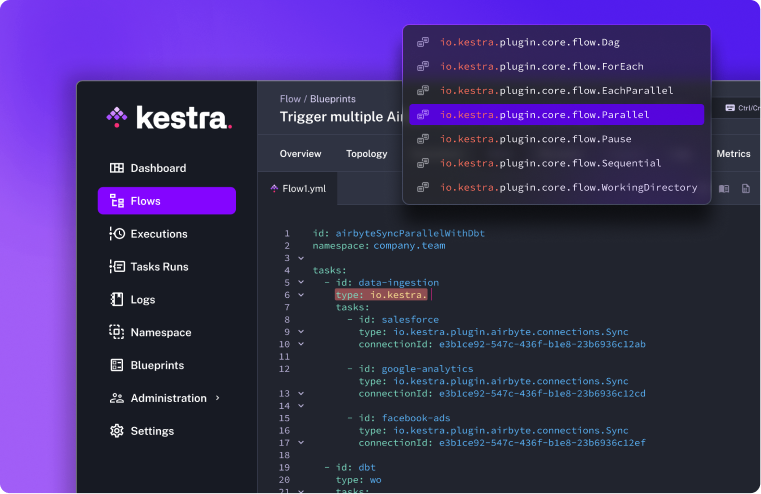 io.kestra.plugin.core.flow.Dag
io.kestra.plugin.core.flow.ForEach
io.kestra.plugin.core.flow.EachParallel
io.kestra.plugin.core.flow.Parallel
io.kestra.plugin.core.flow.Pause
io.kestra.plugin.core.flow.Sequential
io.kestra.plugin.core.flow.WorkingDirectory
kestra.
Dashboard
Flows
Executions
Tasks Runs
Logs
Namespace
Blueprints
Administration
Settings
Flow / Blueprints
Trigger multiple Ai
Ctrl/Cr
Overview Topology Metrics
Flow1.yml
1 id: airbyteSyncParallelWithDbt
2 namespace: company.team
3
4 tasks:
5 - id: data-ingestion
6 type: io.kestra.
7 tasks:
8 - id: salesforce
9 type: io.kestra.plugin.airbyte.connections.Sync
10 connectionId: e3b1ce92-547c-436f-b1e8-23b6936c12ab
11
12 - id: google-analytics
type: io.kestra.plugin.airbyte.connections.Sync
13 connectionId: e3b1ce92-547c-436f-b1e8-23b6936c12cd
14
15 - id: facebook-ads
16 type: io.kestra.plugin.airbyte.connections.Sync
17 connectionId: e3b1ce92-547c-436f-b1e8-23b6936c12ef
18
19 - id: dbt
20 type: wo
21 tasks: